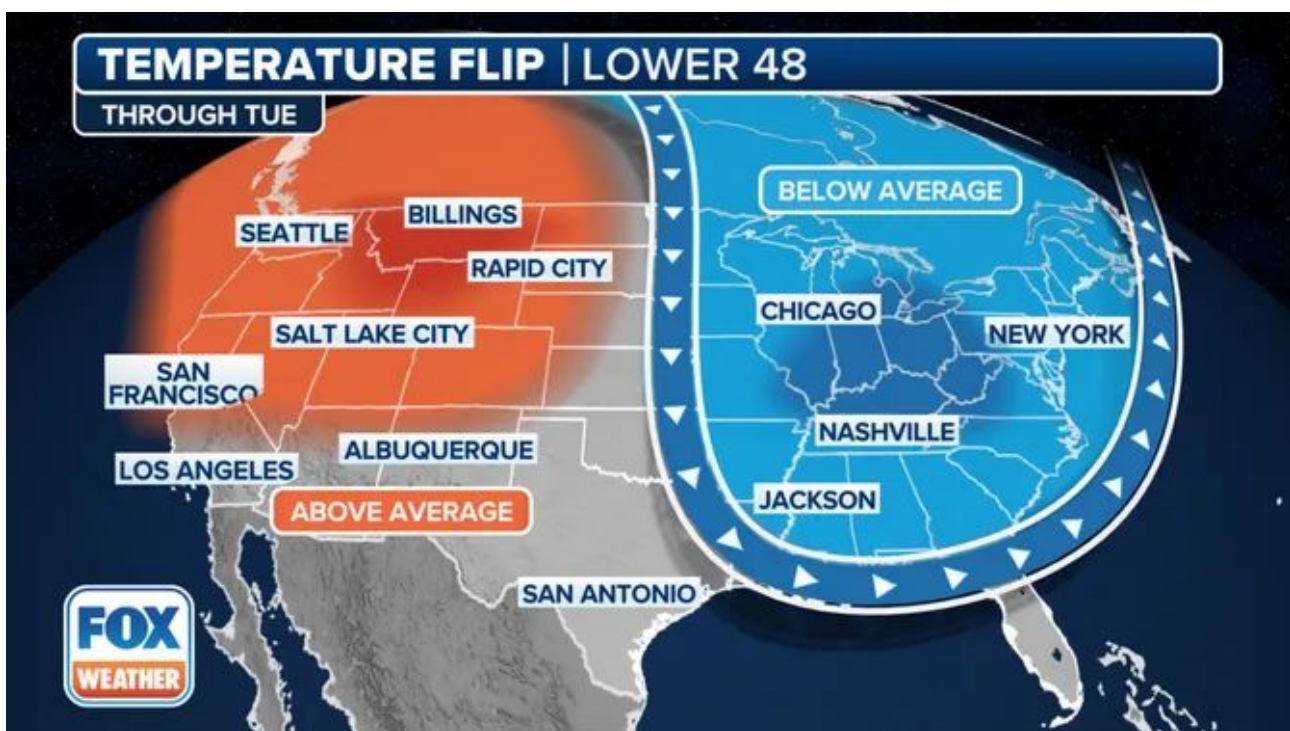 TEMPERATURE FLIP | LOWER 48
THROUGH TUE
BELOW AVERAGE
BILLINGS
SEATTLE
RAPID CITY
CHICAGO
NEW YORK
SALT LAKE CITY
SAN
FRANCISCO
NASHVILLE
ALBUQUERQUE
LOS ANGELES
JACKSON
ABOVE AVERAGE
SAN ANTONIO
FOX
WEATHER